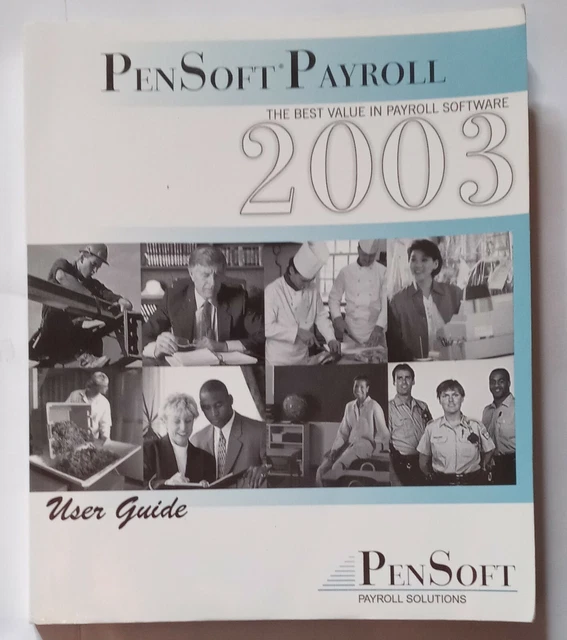 PENSOFT® PAYROLL
THE BEST VALUE IN PAYROLL SOFTWARE
2003
User Guide
PENSOFT
PAYROLL SOLUTIONS